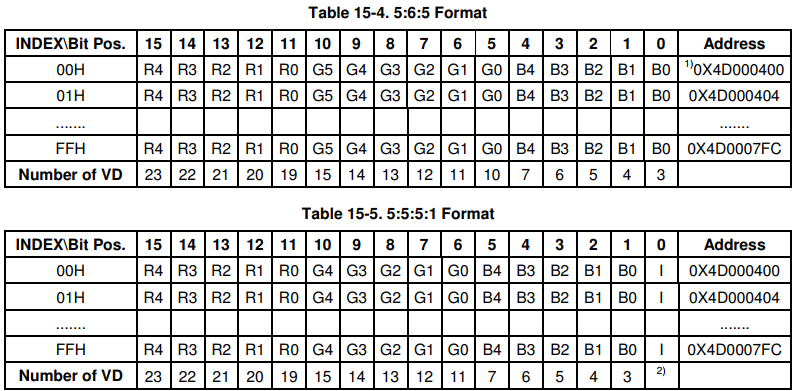 Table 15-4. 5:6:5 Format
INDEX\Bit Pos. 15 14 13 12 11 10 9 8 7 6 5 4 3 2 1 0 Address
00H R4 R3 R2 R1 R0 G5 G4 G3 G2 G1 G0 B4 B3 B2 B1 B0 1)0X4D000400
01H R4 R3 R2 R1 R0 G5 G4 G3 G2 G1 G0 B4 B3 B2 B1 B0 0X4D000404
....... .......
FFH R4 R3 R2 R1 R0 G5 G4 G3 G2 G1 G0 B4 B3 B2 B1 B0 0X4D0007FC
Number of VD 23 22 21 20 19 15 14 13 12 11 10 7 6 5 4 3
Table 15-5. 5:5:5:1 Format
INDEX\Bit Pos. 15 14 13 12 11 10 9 8 7 6 5 4 3 2 1 0 Address
00H R4 R3 R2 R1 R0 G4 G3 G2 G1 G0 B4 B3 B2 B1 B0 I 0X4D000400
01H R4 R3 R2 R1 R0 G4 G3 G2 G1 G0 B4 B3 B2 B1 B0 I 0X4D000404
....... .......
FFH R4 R3 R2 R1 R0 G4 G3 G2 G1 G0 B4 B3 B2 B1 B0 I 0X4D0007FC
Number of VD 23 22 21 20 19 15 14 13 12 11 7 6 5 4 3 2)